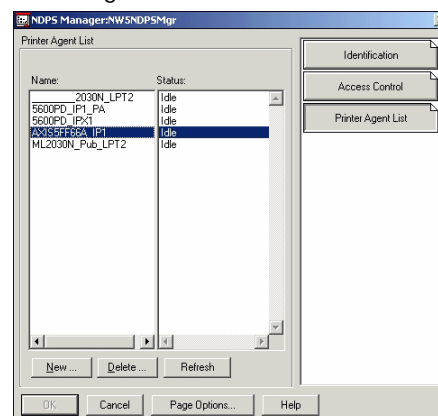 NDPS Manager:NW5NDPSMgr
Printer Agent List
Name: Status:
______2030N_LPT2 Idle
5600PD_IP1_PA Idle
5600PD_IPX1 Idle
AXIS5FF66A_IP1 Idle
ML2030N_Pub_LPT2 Idle
New ... Delete ... Refresh
OK Cancel Page Options... Help
Identification
Access Control
Printer Agent List